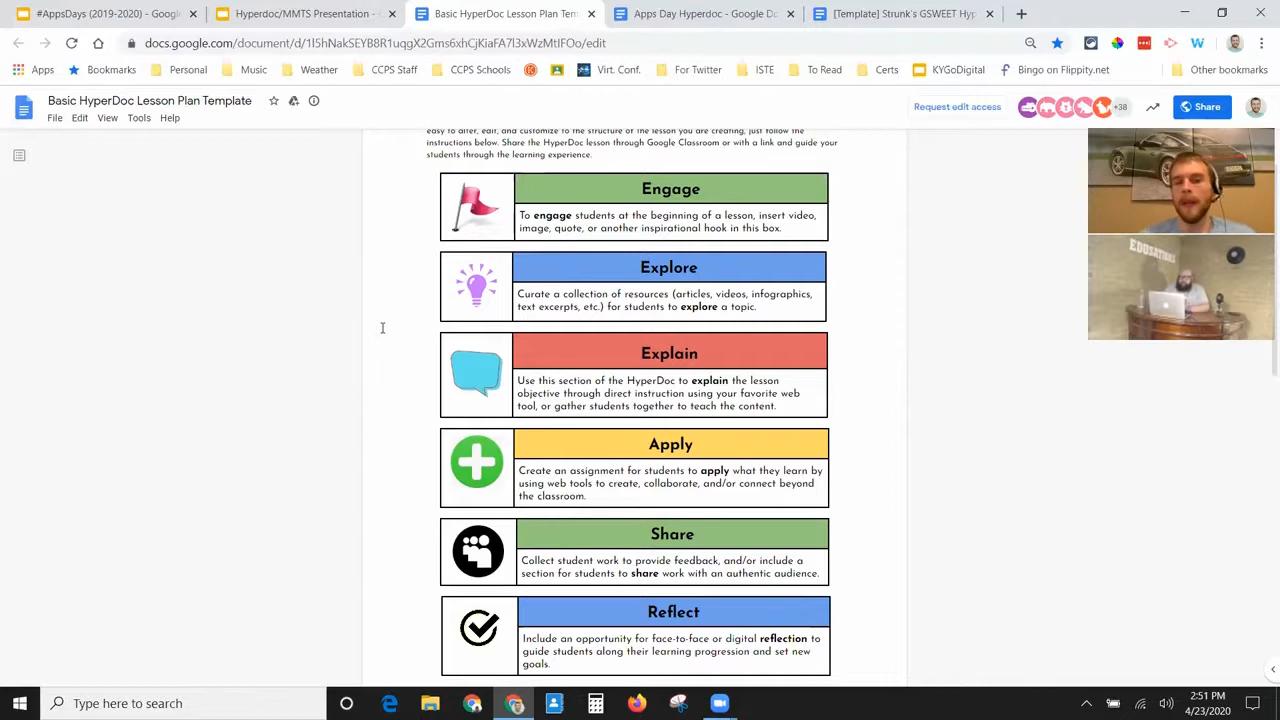 #AppsDays (2019-2020) - Google
Hyperdoc/MMTS Presentation -
Basic HyperDoc Lesson Plan Tem
Apps Day Hyperdoc - Google Do
[Template] Strunk's GSWEET Hyp
docs.google.com/document/d/1I5hNakSEYB8R1uqgX2Gms6xhCjKiaFA7l3xWzMtIFOo/edit
Apps
Bookmarks
Personal
Music
Weather
CCPS Staff
CCPS Schools
Virt. Conf.
For Twitter
ISTE
To Read
Certs
KYGoDigital
Bingo on Flippity.net
Other bookmarks
Basic HyperDoc Lesson Plan Template
File Edit View Tools Help
Request edit access
+38
Share
easy to alter, edit, and customize to the structure of the lesson you are creating, just follow the
instructions below. Share the HyperDoc lesson through Google Classroom or with a link and guide your
students through the learning experience.
Engage
To engage students at the beginning of a lesson, insert video,
image, quote, or another inspirational hook in this box.
Explore
Curate a collection of resources (articles, videos, infographics,
text excerpts, etc.) for students to explore a topic.
Explain
Use this section of the HyperDoc to explain the lesson
objective through direct instruction using your favorite web
tool, or gather students together to teach the content.
Apply
Create an assignment for students to apply what they learn by
using web tools to create, collaborate, and/or connect beyond
the classroom.
Share
Collect student work to provide feedback, and/or include a
section for students to share work with an authentic audience.
Reflect
Include an opportunity for face-to-face or digital reflection to
guide students along their learning progression and set new
goals.
Type here to search
2:51 PM
4/23/2020